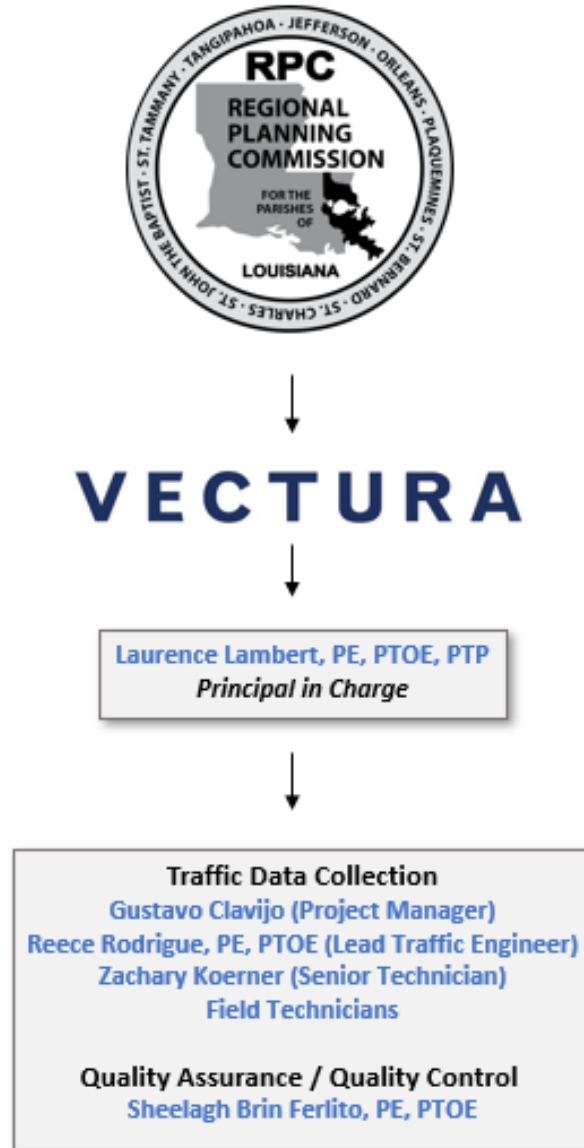 ST. JOHN THE BAPTIST · ST. TAMMANY · TANGIPAHOA · JEFFERSON · ORLEANS · PLAQUEMINES · ST. BERNARD · ST. CHARLES ·
RPC
REGIONAL
PLANNING
COMMISSION
FOR THE
PARISHES
OF
LOUISIANA
VECTURA
Laurence Lambert, PE, PTOE, PTP
Principal in Charge
Traffic Data Collection
Gustavo Clavijo (Project Manager)
Reece Rodrigue, PE, PTOE (Lead Traffic Engineer)
Zachary Koerner (Senior Technician)
Field Technicians
Quality Assurance / Quality Control
Sheelagh Brin Ferlito, PE, PTOE